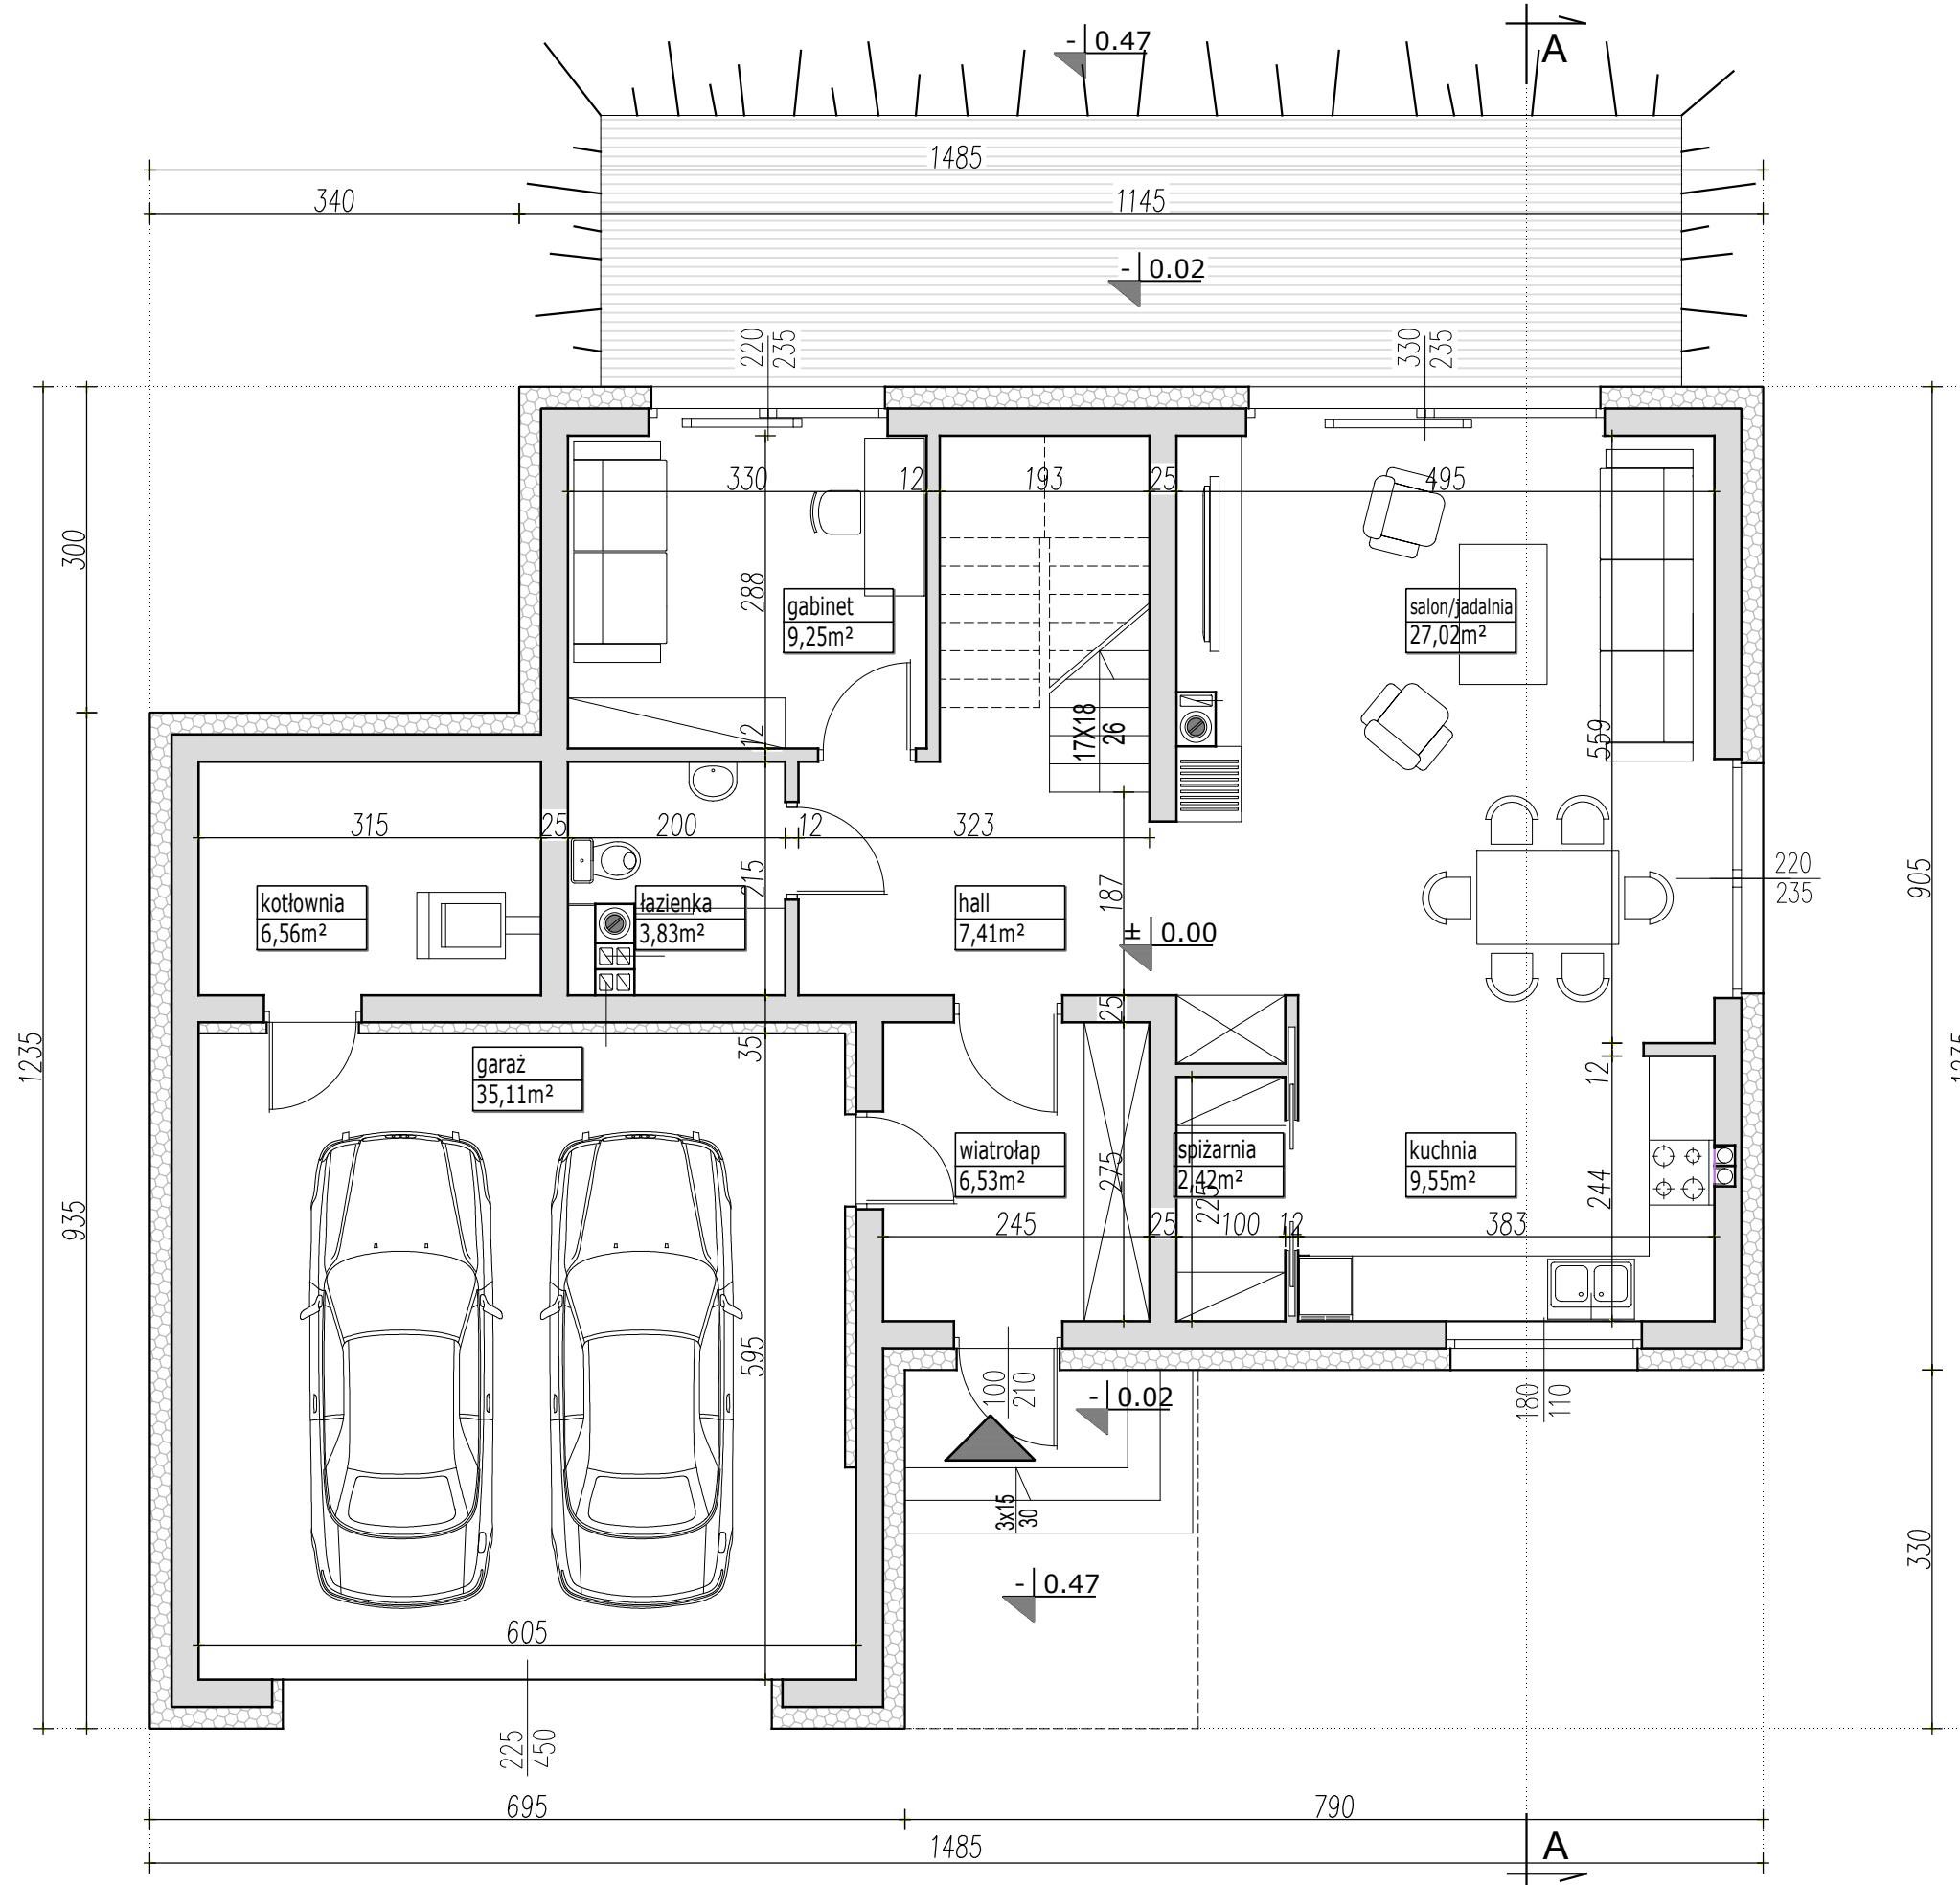 - 0.47
A
1485
340
1145
- 0.02
220
235
330
235
330
12
193
25
495
300
288
gabinet
9,25m²
salon/jadalnia
27,02m²
12
17X18
26
559
315
25
200
12
323
215
187
220
235
905
kotłownia
6,56m²
łazienka
3,83m²
hall
7,41m²
± 0.00
25
1235
35
12
1235
garaż
35,11m²
wiatrołap
6,53m²
275
spiżarnia
2,42m²
225
kuchnia
9,55m²
244
935
245
25
100
12
383
595
100
210
- 0.02
180
110
3x15
30
330
- 0.47
605
225
450
695
790
1485
A